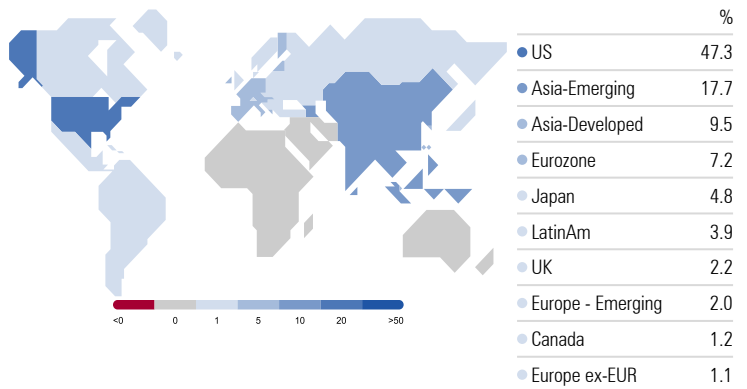 %
US 47.3
Asia-Emerging 17.7
Asia-Developed 9.5
Eurozone 7.2
Japan 4.8
LatinAm 3.9
UK 2.2
Europe - Emerging 2.0
Canada 1.2
Europe ex-EUR 1.1
<0 0 1 5 10 20 >50